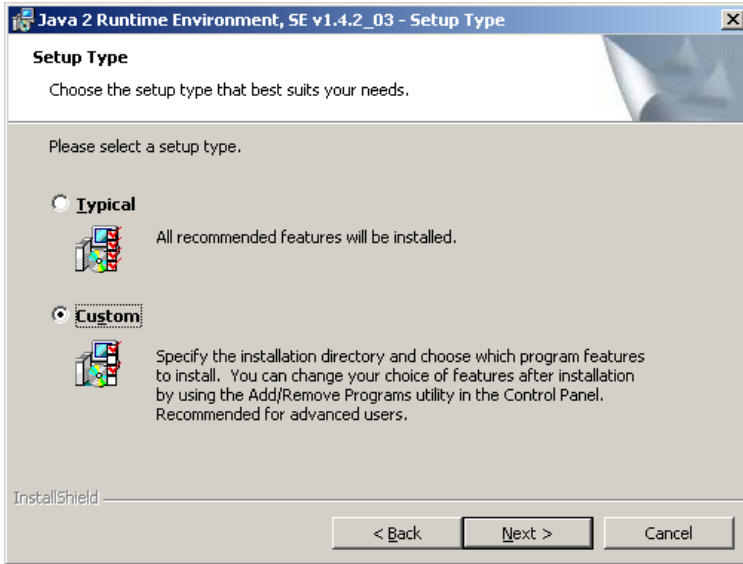 Java 2 Runtime Environment, SE v1.4.2_03 - Setup Type
Setup Type
Choose the setup type that best suits your needs.
Please select a setup type.
Typical
All recommended features will be installed.
Custom
Specify the installation directory and choose which program features
to install.  You can change your choice of features after installation
by using the Add/Remove Programs utility in the Control Panel.
Recommended for advanced users.
InstallShield
< Back
Next >
Cancel